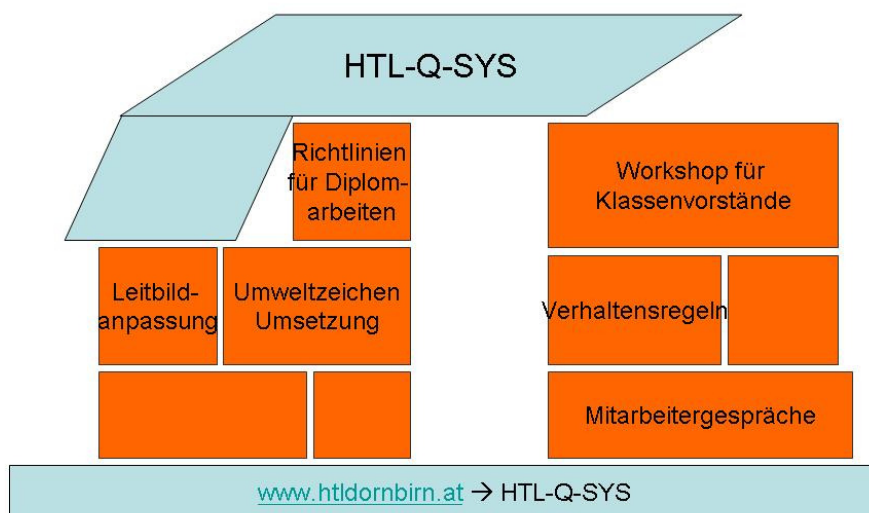 HTL-Q-SYS
Richtlinien
für Diplom-
arbeiten
Workshop für
Klassenvorstände
Leitbild-
anpassung
Umweltzeichen
Umsetzung
Verhaltensregeln
Mitarbeitergespräche
www.htldornbirn.at → HTL-Q-SYS